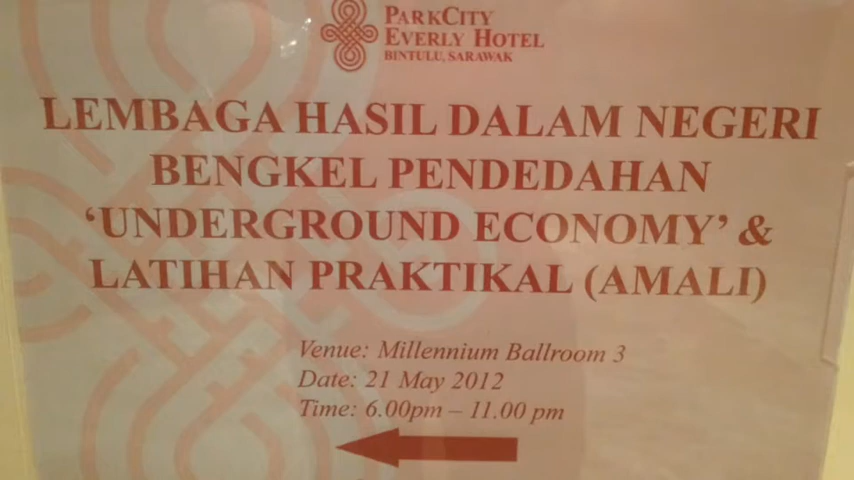 PARKCITY
EVERLY HOTEL
BINTULU, SARAWAK
LEMBAGA HASIL DALAM NEGERI
BENGKEL PENDEDAHAN
‘UNDERGROUND ECONOMY’ &
LATIHAN PRAKTIKAL (AMALI)
Venue: Millennium Ballroom 3
Date: 21 May 2012
Time: 6.00pm – 11.00 pm